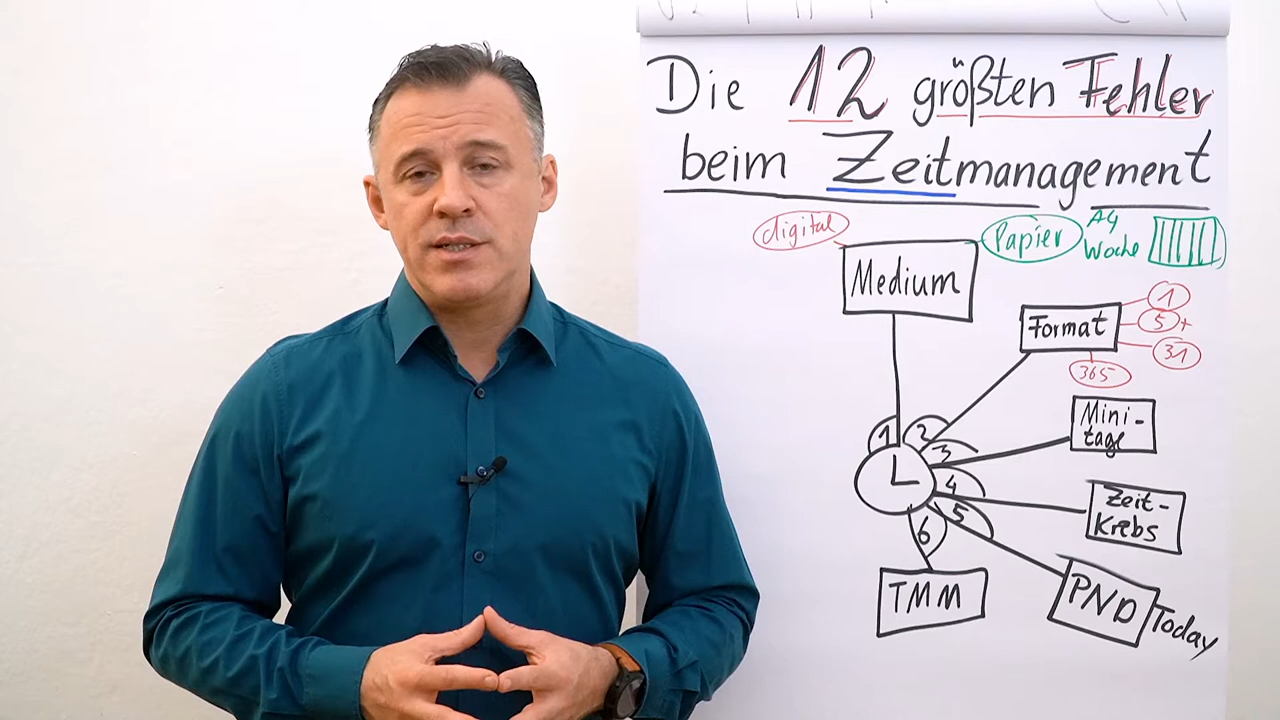 Die 12 größten Fehler
beim Zeitmanagement
digital
Papier
A4
Woche
Medium
Format
1
5+
31
365
Mini-
tage
Zeit-
Krebs
PND
Today
TMM
1
2
3
4
5
6